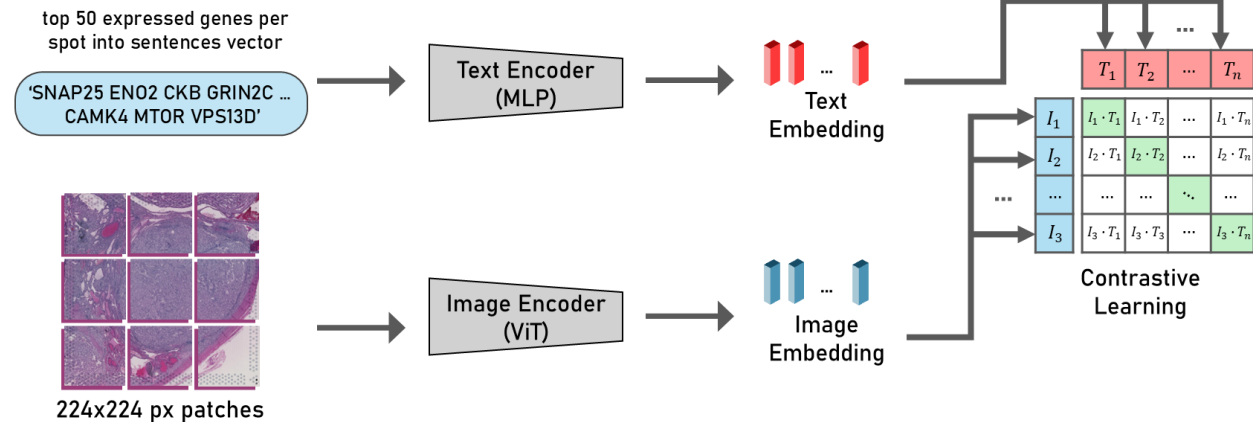 top 50 expressed genes per
spot into sentences vector
‘SNAP25 ENO2 CKB GRIN2C ...
CAMK4 MTOR VPS13D’
Text Encoder
(MLP)
...
Text
Embedding
...
T₁ T₂ ... Tₙ
I₁ I₁ · T₁ I₁ · T₂ ... I₁ · Tₙ
I₂ I₂ · T₁ I₂ · T₂ ... I₂ · Tₙ
...
... ... ... ⋱ ...
I₃ I₃ · T₁ I₃ · T₃ ... I₃ · Tₙ
Contrastive
Learning
224x224 px patches
Image Encoder
(ViT)
...
Image
Embedding